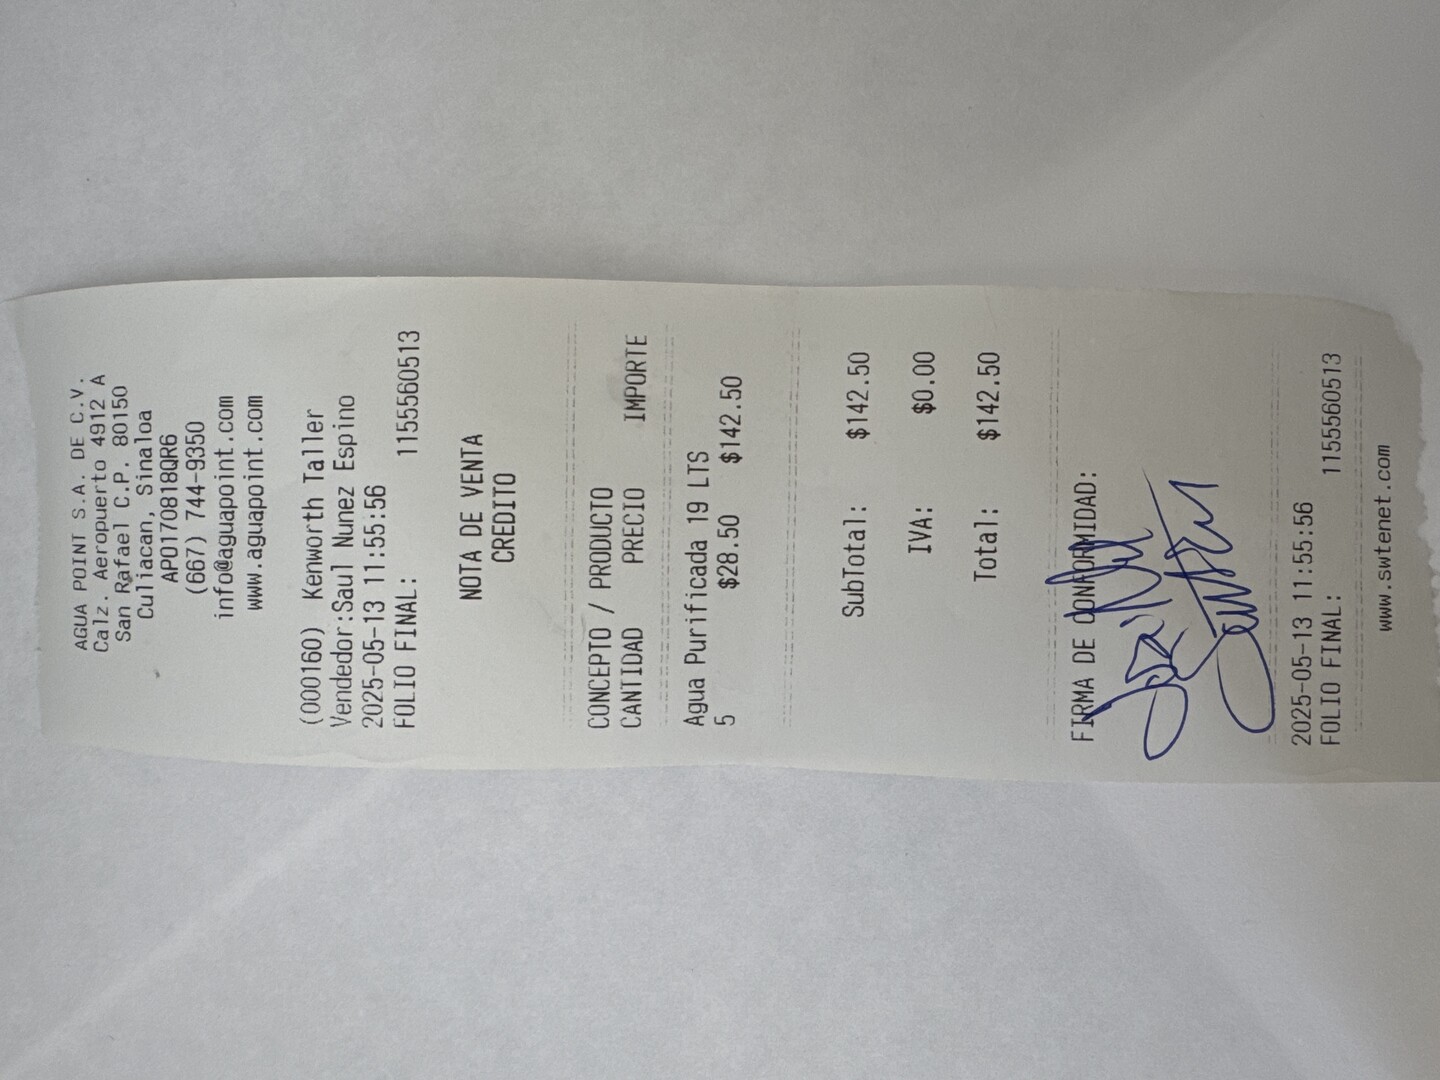 AGUA POINT S.A. DE C.V.
Calz. Aeropuerto 4912 A
San Rafael C.P. 80150
Culiacan, Sinaloa
APO170818QR6
(667) 744-9350
info@aguapoint.com
www.aguapoint.com
(000160) Kenworth Taller
Vendedor:Saul Nunez Espino
2025-05-13 11:55:56
FOLIO FINAL: 1155560513
NOTA DE VENTA
CREDITO
CONCEPTO / PRODUCTO
CANTIDAD PRECIO IMPORTE
Agua Purificada 19 LTS
5 $28.50 $142.50
SubTotal: $142.50
IVA: $0.00
Total: $142.50
FIRMA DE CONFORMIDAD:
2025-05-13 11:55:56
FOLIO FINAL: 1155560513
www.swtenet.com